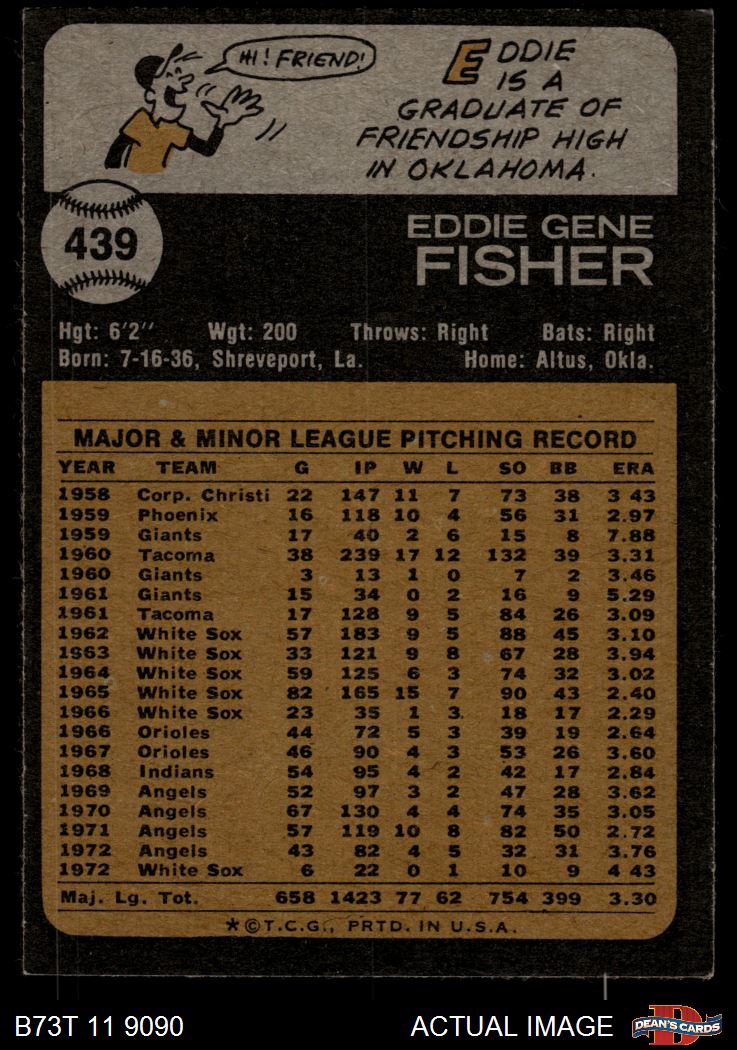 HI! FRIEND!
EDDIE
IS A
GRADUATE OF
FRIENDSHIP HIGH
IN OKLAHOMA.
439
EDDIE GENE
FISHER
Hgt: 6'2" Wgt: 200 Throws: Right Bats: Right
Born: 7-16-36, Shreveport, La. Home: Altus, Okla.
MAJOR & MINOR LEAGUE PITCHING RECORD
YEAR TEAM G IP W L SO BB ERA
1958 Corp. Christi 22 147 11 7 73 38 3 43
1959 Phoenix 16 118 10 4 56 31 2.97
1959 Giants 17 40 2 6 15 8 7.88
1960 Tacoma 38 239 17 12 132 39 3.31
1960 Giants 3 13 1 0 7 2 3.46
1961 Giants 15 34 0 2 16 9 5.29
1961 Tacoma 17 128 9 5 84 26 3.09
1962 White Sox 57 183 9 5 88 45 3.10
1963 White Sox 33 121 9 8 67 28 3.94
1964 White Sox 59 125 6 3 74 32 3.02
1965 White Sox 82 165 15 7 90 43 2.40
1966 White Sox 23 35 1 3 18 17 2.29
1966 Orioles 44 72 5 3 39 19 2.64
1967 Orioles 46 90 4 3 53 26 3.60
1968 Indians 54 95 4 2 42 17 2.84
1969 Angels 52 97 3 2 47 28 3.62
1970 Angels 67 130 4 4 74 35 3.05
1971 Angels 57 119 10 8 82 50 2.72
1972 Angels 43 82 4 5 32 31 3.76
1972 White Sox 6 22 0 1 10 9 4 43
Maj. Lg. Tot. 658 1423 77 62 754 399 3.30
*©T.C.G., PRTD. IN U.S.A.
B73T 11 9090 ACTUAL IMAGE DEAN'S CARDS